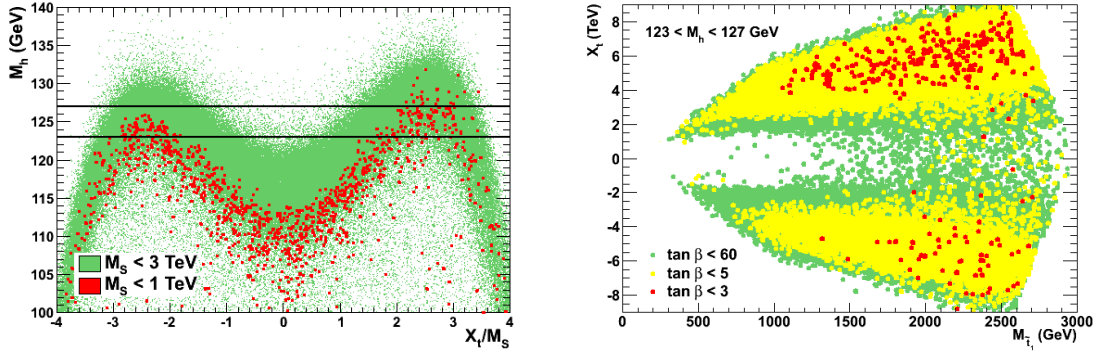 M_h (GeV)
140
135
130
125
120
115
110
105
100
M_S < 3 TeV
M_S < 1 TeV
-4 -3 -2 -1 0 1 2 3 4
X_t/M_S
X_t (TeV)
8
6
4
2
0
-2
-4
-6
-8
123 < M_h < 127 GeV
tan β < 60
tan β < 5
tan β < 3
0 500 1000 1500 2000 2500 3000
M_t̃₁ (GeV)